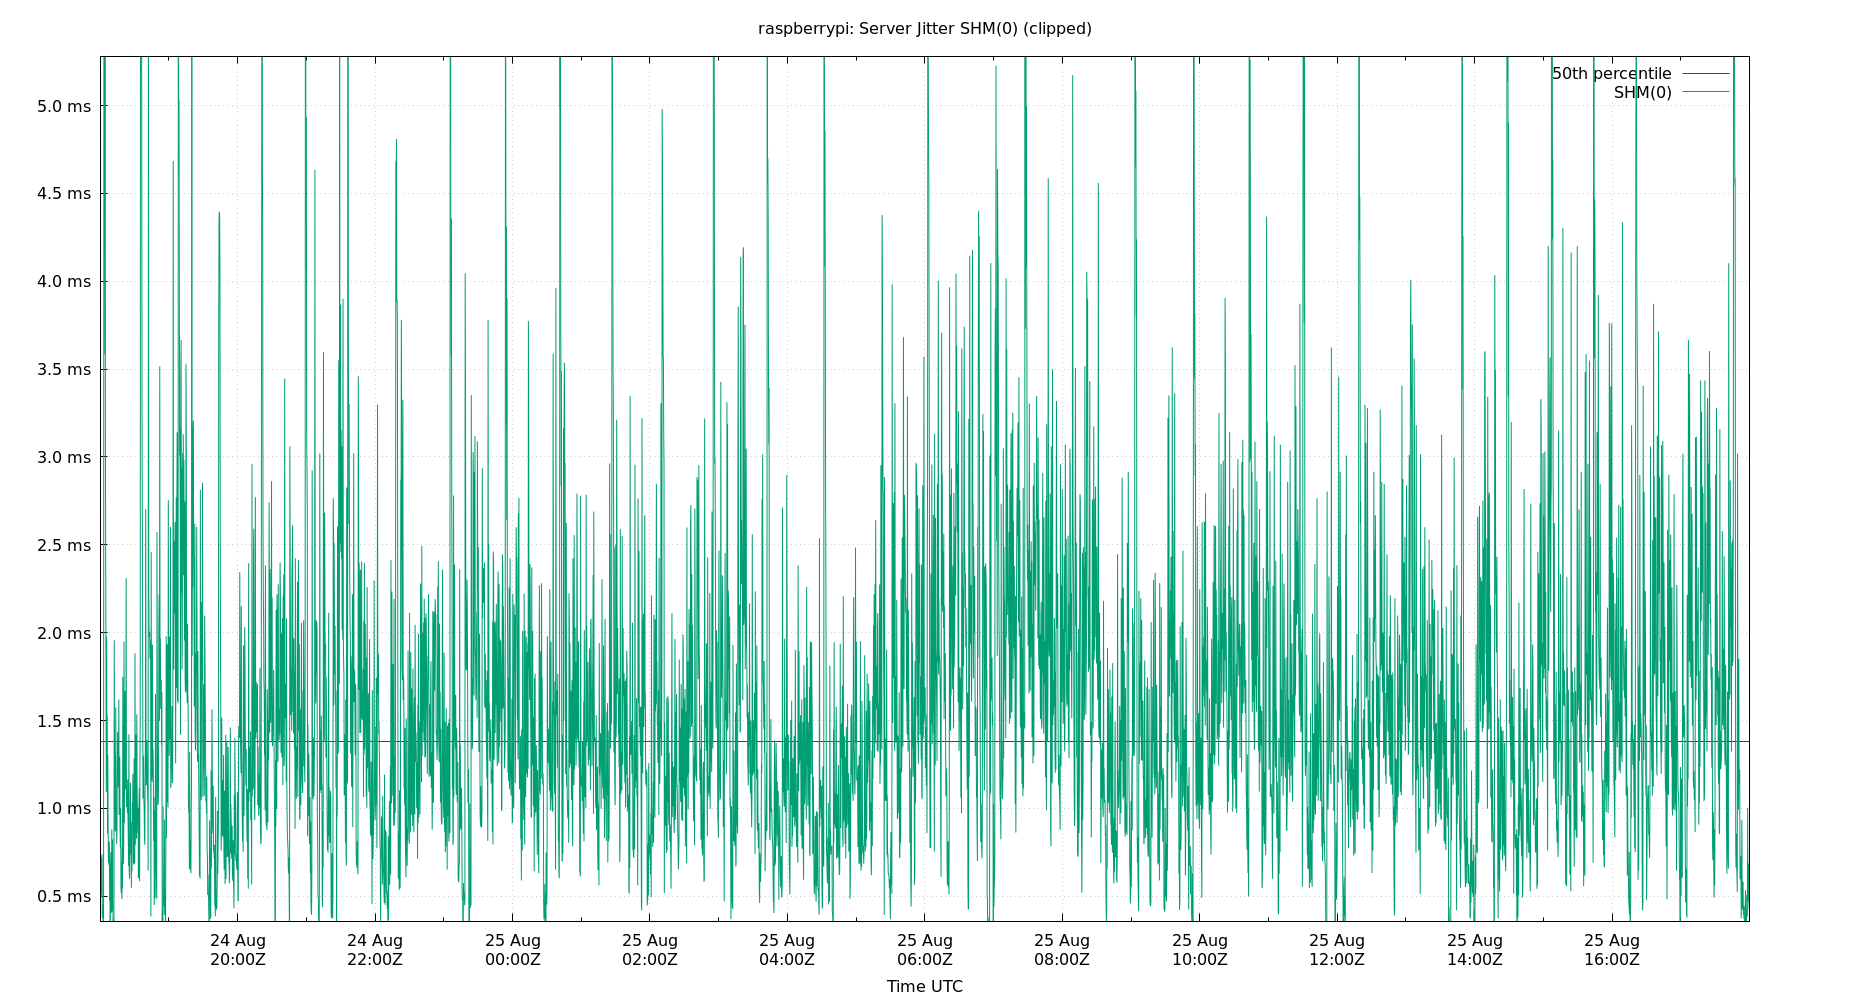 raspberrypi: Server Jitter SHM(0) (clipped)
50th percentile
SHM(0)
5.0 ms
4.5 ms
4.0 ms
3.5 ms
3.0 ms
2.5 ms
2.0 ms
1.5 ms
1.0 ms
0.5 ms
24 Aug 24 Aug 25 Aug 25 Aug 25 Aug 25 Aug 25 Aug 25 Aug 25 Aug 25 Aug 25 Aug
20:00Z 22:00Z 00:00Z 02:00Z 04:00Z 06:00Z 08:00Z 10:00Z 12:00Z 14:00Z 16:00Z
Time UTC